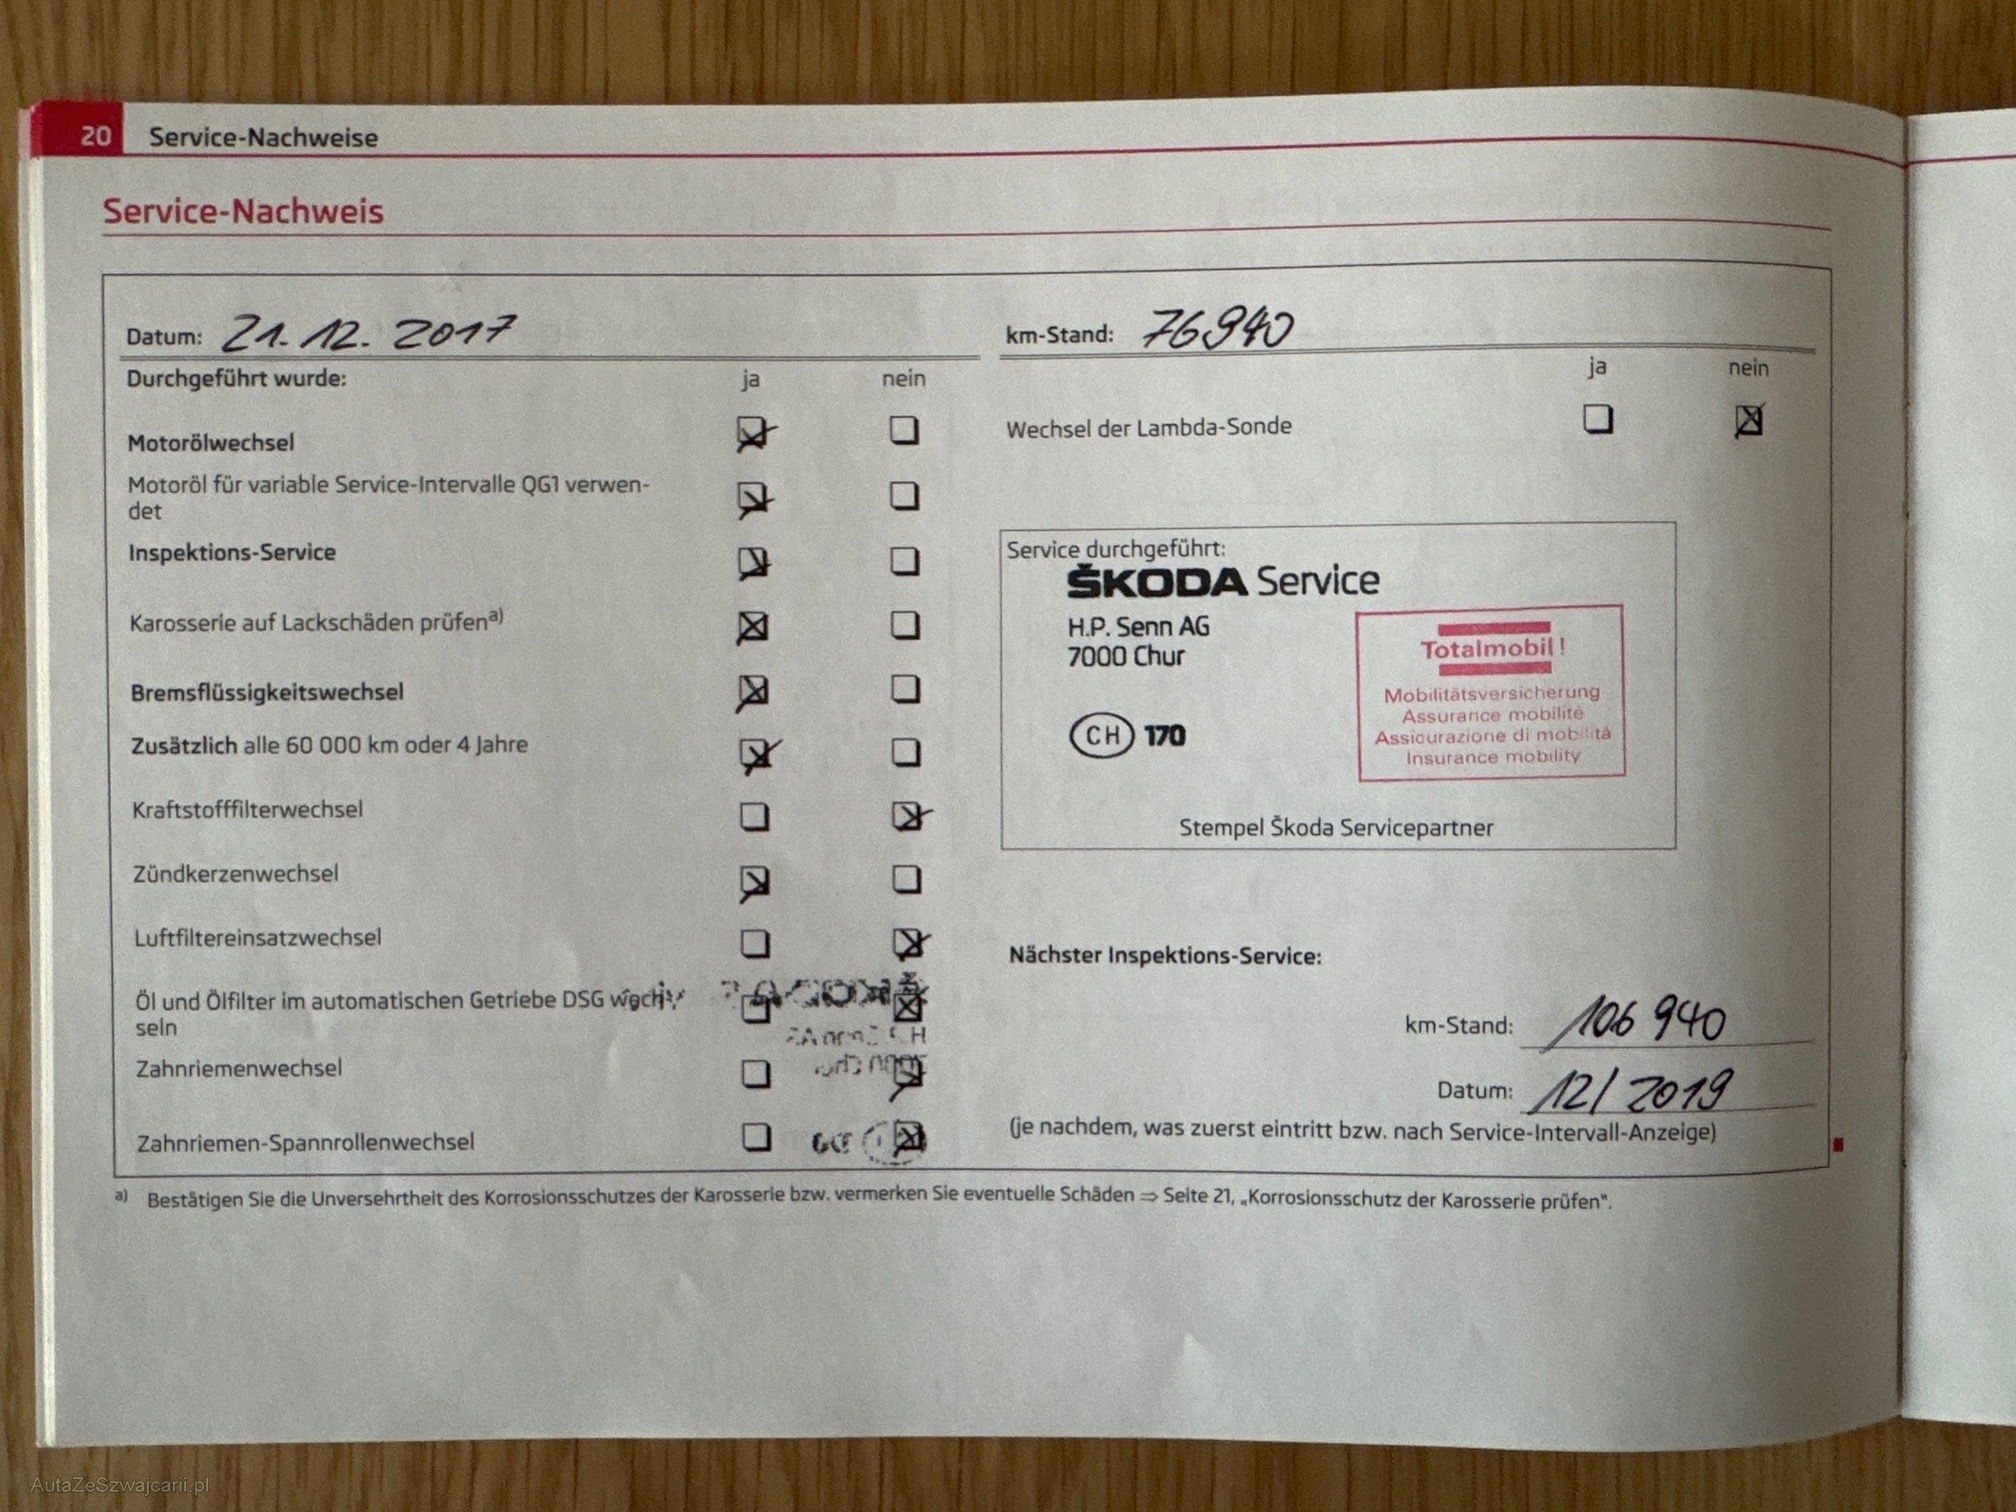 20 Service-Nachweise
Service-Nachweis
Datum: 21.12.2017
Durchgeführt wurde: ja nein
Motorölwechsel
Motoröl für variable Service-Intervalle QG1 verwen-
det
Inspektions-Service
Karosserie auf Lackschäden prüfen a)
Bremsflüssigkeitswechsel
Zusätzlich alle 60 000 km oder 4 Jahre
Kraftstofffilterwechsel
Zündkerzenwechsel
Luftfiltereinsatzwechsel
Öl und Ölfilter im automatischen Getriebe DSG wech-
seln
Zahnriemenwechsel
Zahnriemen-Spannrollenwechsel
km-Stand: 76940
ja nein
Wechsel der Lambda-Sonde
Service durchgeführt:
ŠKODA Service
H.P. Senn AG
7000 Chur
CH 170
Totalmobil!
Mobilitätsversicherung
Assurance mobilité
Assicurazione di mobilità
Insurance mobility
Stempel Škoda Servicepartner
Nächster Inspektions-Service:
km-Stand: 106 940
Datum: 12/2019
(je nachdem, was zuerst eintritt bzw. nach Service-Intervall-Anzeige)
a) Bestätigen Sie die Unversehrtheit des Korrosionsschutzes der Karosserie bzw. vermerken Sie eventuelle Schäden ⇒ Seite 21, „Korrosionsschutz der Karosserie prüfen“.
AutaZeSzwajcarii.pl